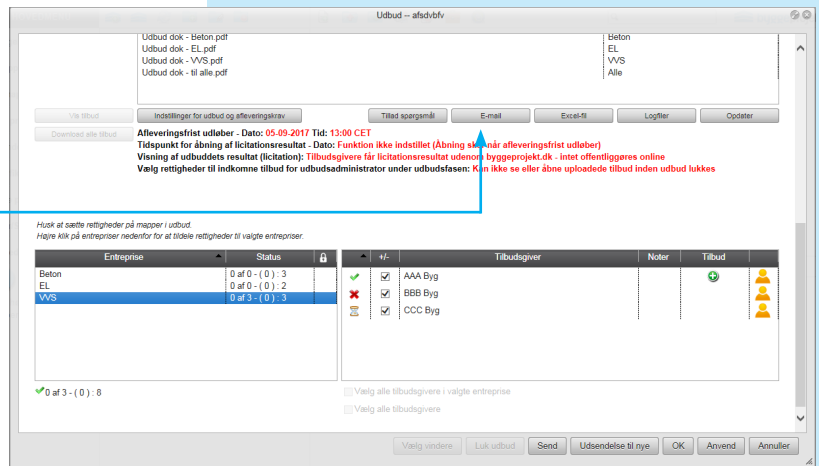 Udbud -- afsdvbfv
Udbud dok - Beton.pdf Beton
Udbud dok - EL.pdf EL
Udbud dok - VVS.pdf VVS
Udbud dok - til alle.pdf Alle
Vis tilbud Indstillinger for udbud og afleveringskrav Tillad spørgsmål E-mail Excel-fil Logfiler Opdater
Download alle tilbud
Afleveringsfrist udløber - Dato: 05-09-2017 Tid: 13:00 CET
Tidspunkt for åbning af licitationsresultat - Dato: Funktion ikke indstillet (Åbning sker når afleveringsfrist udløber)
Visning af udbuddets resultat (licitation): Tilbudsgivere får licitationsresultat udenom byggeprojekt.dk - intet offentliggøres online
Vælg rettigheder til indkomne tilbud for udbudsadministrator under udbudsfasen: Kan ikke se eller åbne uploadede tilbud inden udbud lukkes
Husk at sætte rettigheder på mapper i udbud.
Højre klik på entrepriser nedenfor for at tildele rettigheder til valgte entrepriser.
Entreprise Status +/- Tilbudsgiver Noter Tilbud
Beton 0 af 0 - ( 0 ) : 3 AAA Byg
EL 0 af 0 - ( 0 ) : 2 BBB Byg
VVS 0 af 3 - ( 0 ) : 3 CCC Byg
0 af 3 - ( 0 ) : 8
Vælg alle tilbudsgivere i valgte entreprise
Vælg alle tilbudsgivere
Vælg vindere Luk udbud Send Udsendelse til nye OK Anvend Annuller